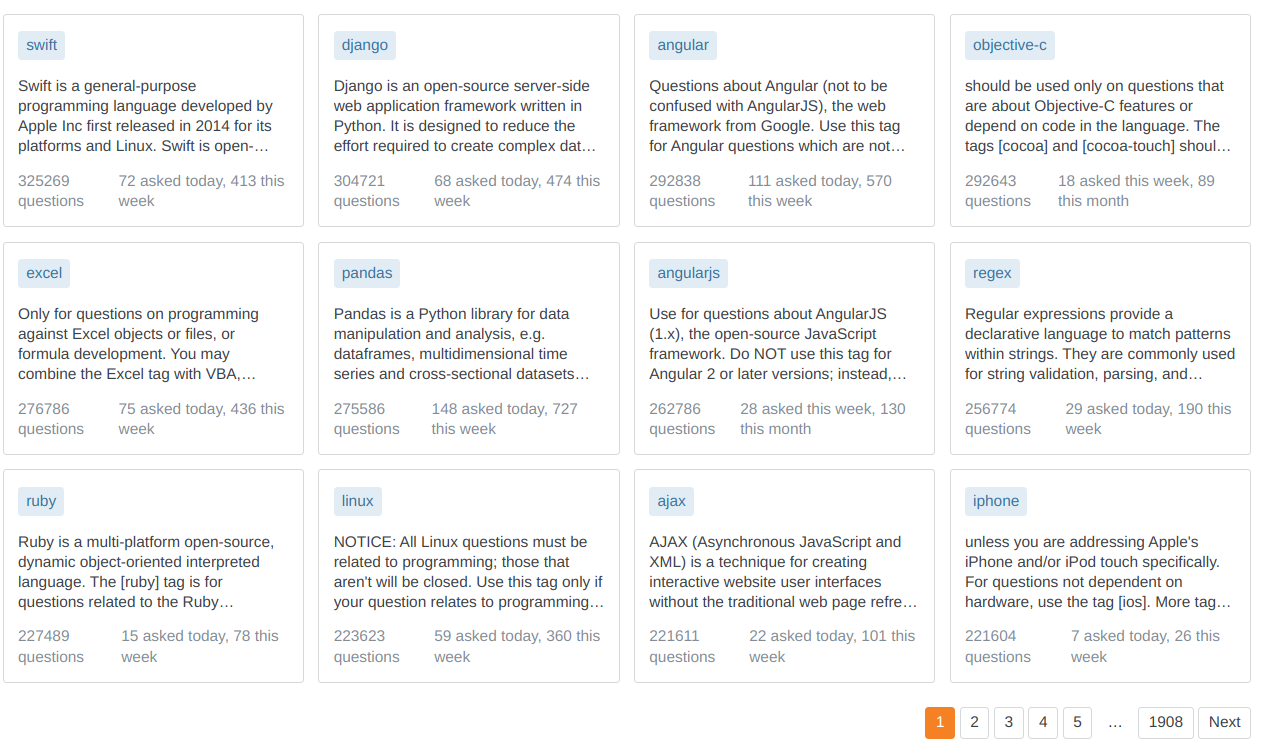 swift
Swift is a general-purpose
programming language developed by
Apple Inc first released in 2014 for its
platforms and Linux. Swift is open-…
325269
questions
72 asked today, 413 this
week
django
Django is an open-source server-side
web application framework written in
Python. It is designed to reduce the
effort required to create complex dat…
304721
questions
68 asked today, 474 this
week
angular
Questions about Angular (not to be
confused with AngularJS), the web
framework from Google. Use this tag
for Angular questions which are not…
292838
questions
111 asked today, 570
this week
objective-c
should be used only on questions that
are about Objective-C features or
depend on code in the language. The
tags [cocoa] and [cocoa-touch] shoul…
292643
questions
18 asked this week, 89
this month
excel
Only for questions on programming
against Excel objects or files, or
formula development. You may
combine the Excel tag with VBA,…
276786
questions
75 asked today, 436 this
week
pandas
Pandas is a Python library for data
manipulation and analysis, e.g.
dataframes, multidimensional time
series and cross-sectional datasets…
275586
questions
148 asked today, 727
this week
angularjs
Use for questions about AngularJS
(1.x), the open-source JavaScript
framework. Do NOT use this tag for
Angular 2 or later versions; instead,…
262786
questions
28 asked this week, 130
this month
regex
Regular expressions provide a
declarative language to match patterns
within strings. They are commonly used
for string validation, parsing, and…
256774
questions
29 asked today, 190 this
week
ruby
Ruby is a multi-platform open-source,
dynamic object-oriented interpreted
language. The [ruby] tag is for
questions related to the Ruby…
227489
questions
15 asked today, 78 this
week
linux
NOTICE: All Linux questions must be
related to programming; those that
aren't will be closed. Use this tag only if
your question relates to programming…
223623
questions
59 asked today, 360 this
week
ajax
AJAX (Asynchronous JavaScript and
XML) is a technique for creating
interactive website user interfaces
without the traditional web page refre…
221611
questions
22 asked today, 101 this
week
iphone
unless you are addressing Apple's
iPhone and/or iPod touch specifically.
For questions not dependent on
hardware, use the tag [ios]. More tag…
221604
questions
7 asked today, 26 this
week
1 2 3 4 5 … 1908 Next